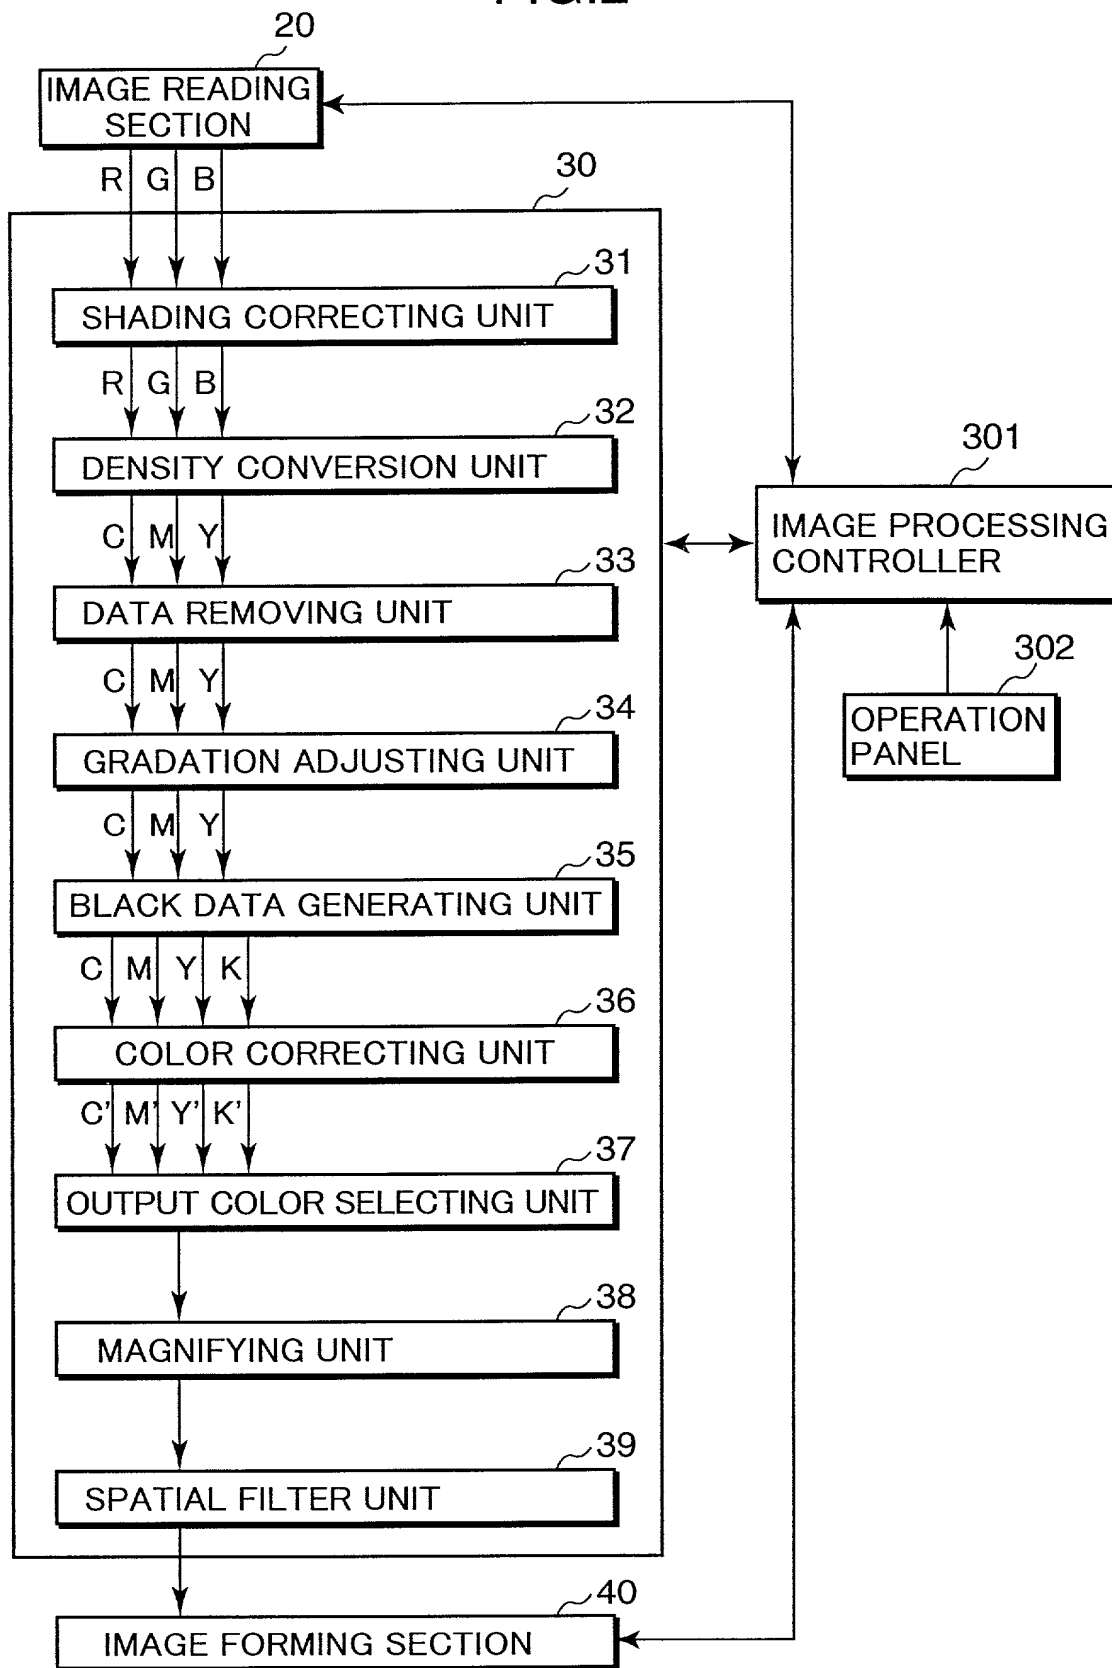 20
IMAGE READING
SECTION
R G B
30
31
SHADING CORRECTING UNIT
R G B
32
DENSITY CONVERSION UNIT
301
IMAGE PROCESSING
CONTROLLER
C M Y
33
DATA REMOVING UNIT
302
OPERATION
PANEL
C M Y
34
GRADATION ADJUSTING UNIT
C M Y
35
BLACK DATA GENERATING UNIT
C M Y K
36
COLOR CORRECTING UNIT
C' M' Y' K'
37
OUTPUT COLOR SELECTING UNIT
38
MAGNIFYING UNIT
39
SPATIAL FILTER UNIT
40
IMAGE FORMING SECTION